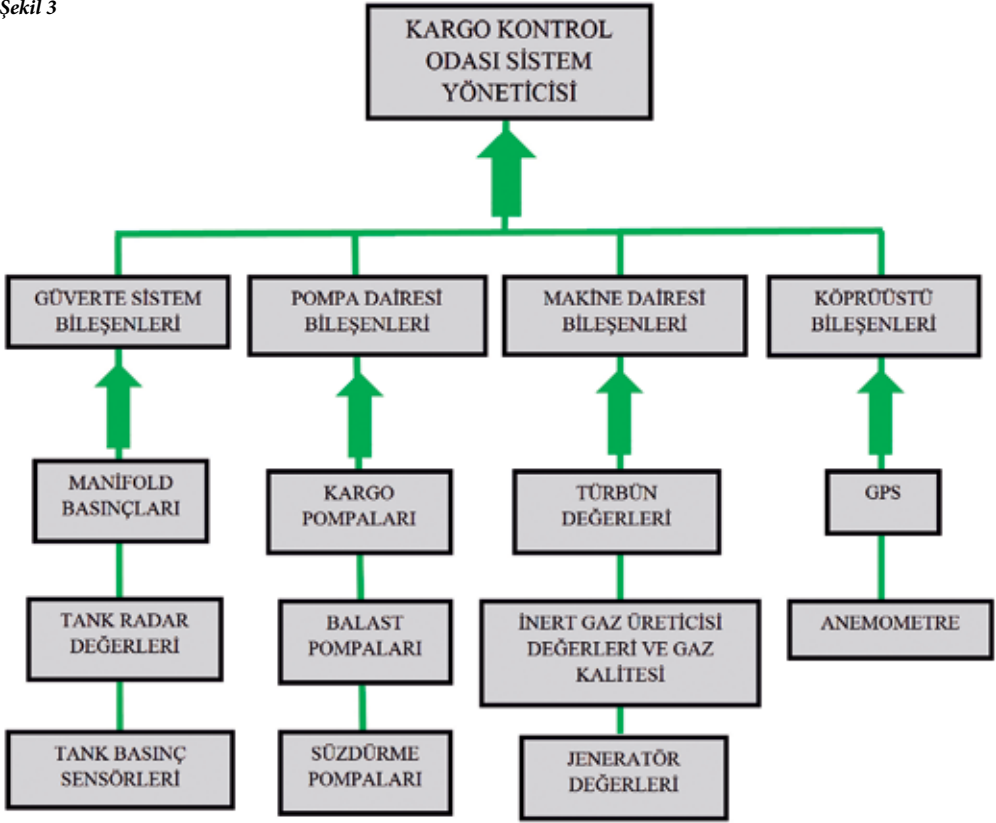 Şekil 3
KARGO KONTROL
ODASI SİSTEM
YÖNETİCİSİ
GÜVERTE SİSTEM
BİLEŞENLERİ
POMPA DAİRESİ
BİLEŞENLERİ
MAKİNE DAİRESİ
BİLEŞENLERİ
KÖPRÜÜSTÜ
BİLEŞENLERİ
MANİFOLD
BASINÇLARI
KARGO
POMPALARI
TÜRBÜN
DEĞERLERİ
GPS
TANK RADAR
DEĞERLERİ
BALAST
POMPALARI
İNERT GAZ ÜRETİCİSİ
DEĞERLERİ VE GAZ
KALİTESİ
ANEMOMETRE
TANK BASINÇ
SENSÖRLERİ
SÜZDÜRME
POMPALARI
JENERATÖR
DEĞERLERİ